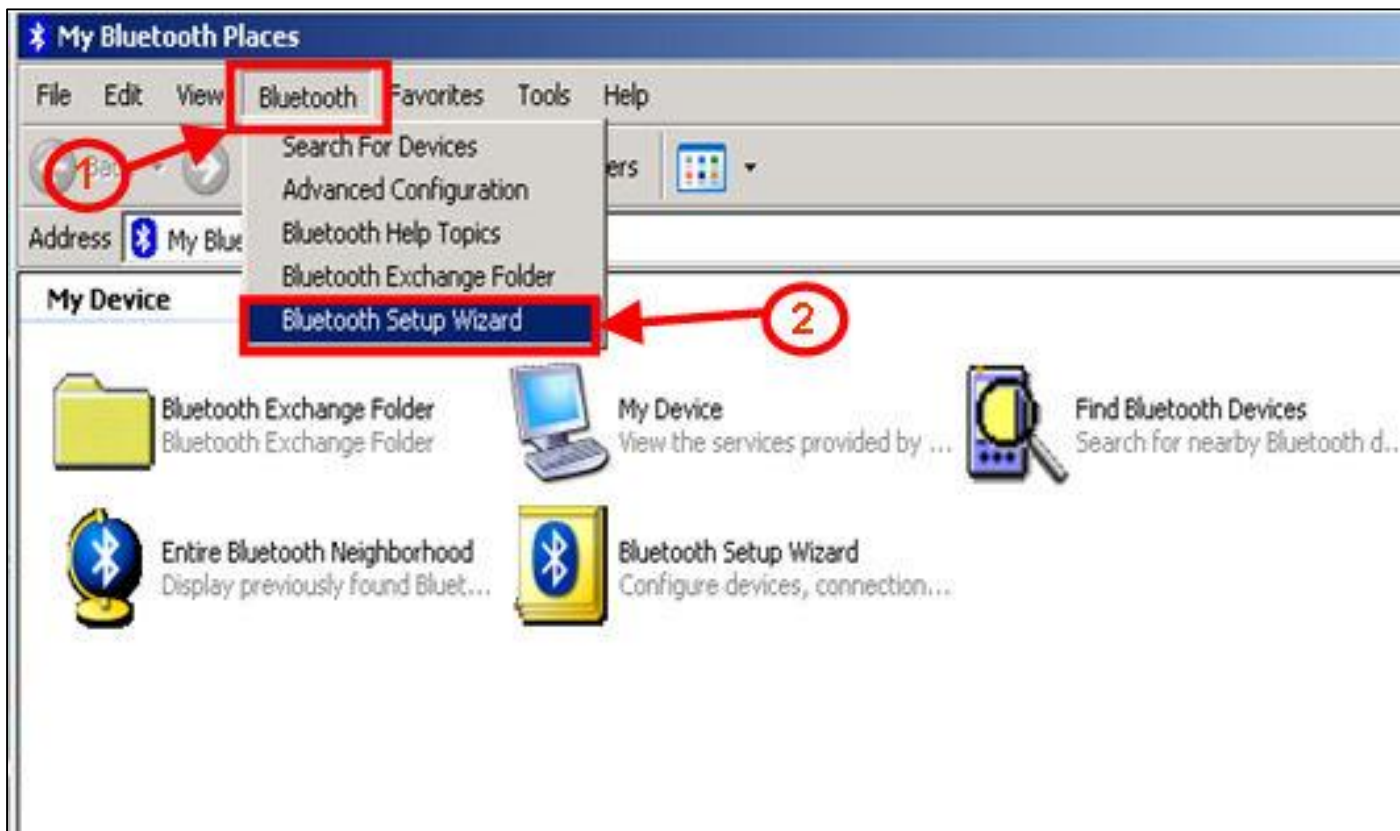 My Bluetooth Places
File Edit View Bluetooth Favorites Tools Help
Search For Devices
1 Back ers
Advanced Configuration
Address My Blue Bluetooth Help Topics
Bluetooth Exchange Folder
My Device
Bluetooth Setup Wizard 2
Bluetooth Exchange Folder
Bluetooth Exchange Folder
My Device
View the services provided by ...
Find Bluetooth Devices
Search for nearby Bluetooth d...
Entire Bluetooth Neighborhood
Display previously found Bluet...
Bluetooth Setup Wizard
Configure devices, connection...